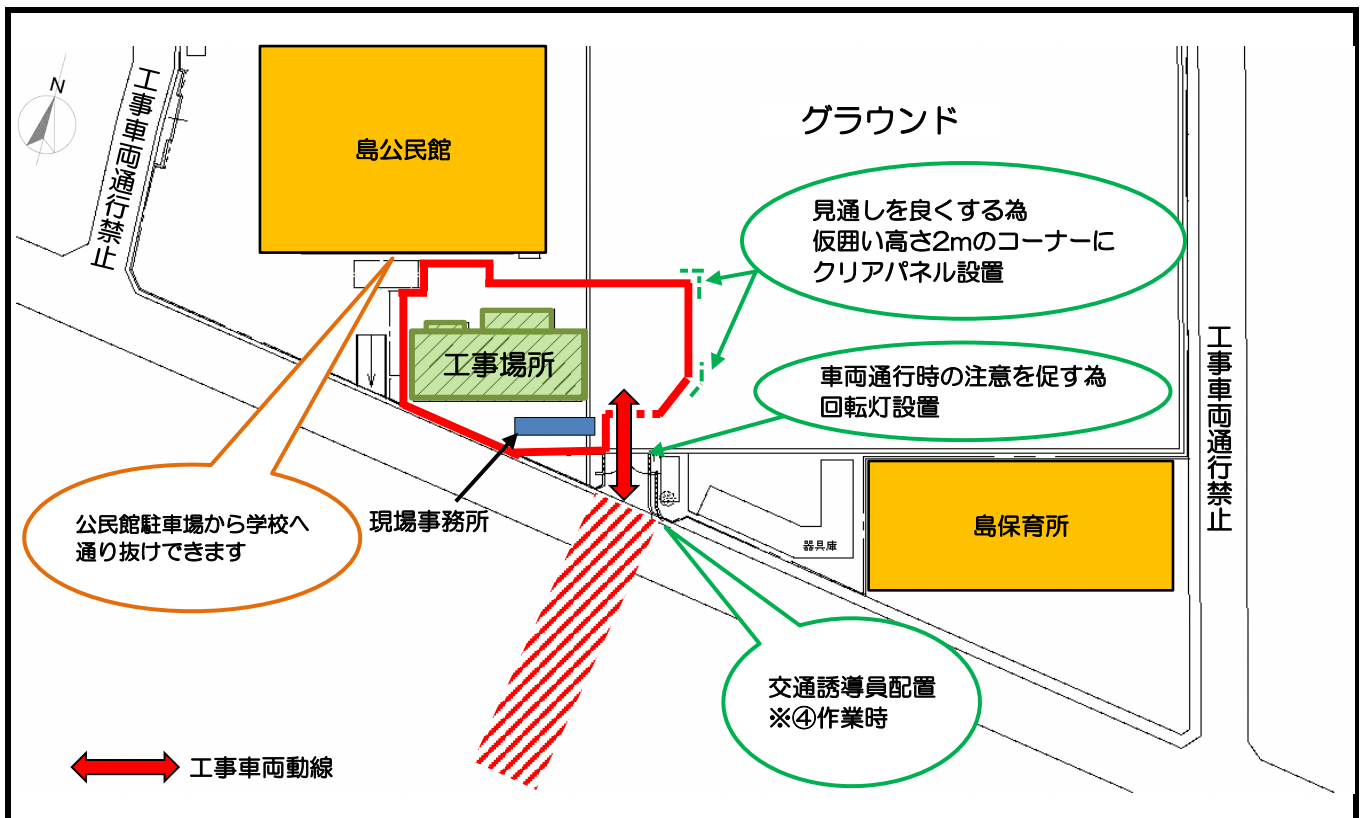 N
工事車両通行禁止
島公民館
グラウンド
見通しを良くする為
仮囲い高さ2mのコーナーに
クリアパネル設置
工事場所
車両通行時の注意を促す為
回転灯設置
工事車両通行禁止
公民館駐車場から学校へ
通り抜けできます
現場事務所
器具庫
島保育所
交通誘導員配置
※④作業時
工事車両動線